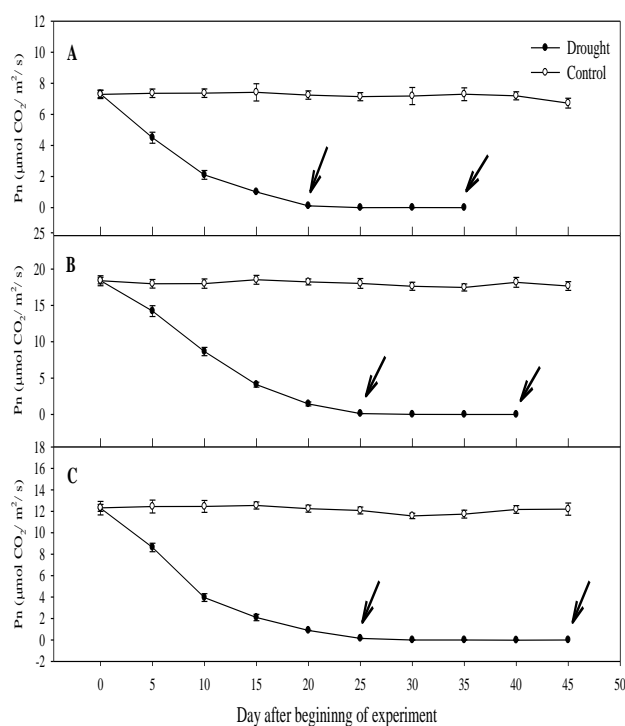 12
A
Drought
10
Control
8
6
4
2
0
Pn (μmol CO2/ m²/ s)
25
B
20
15
10
5
0
Pn (μmol CO2/ m²/ s)
18
16
C
14
12
10
8
6
4
2
0
-2
Pn (μmol CO2/ m²/ s)
0 5 10 15 20 25 30 35 40 45 50
Day after beginning of experiment